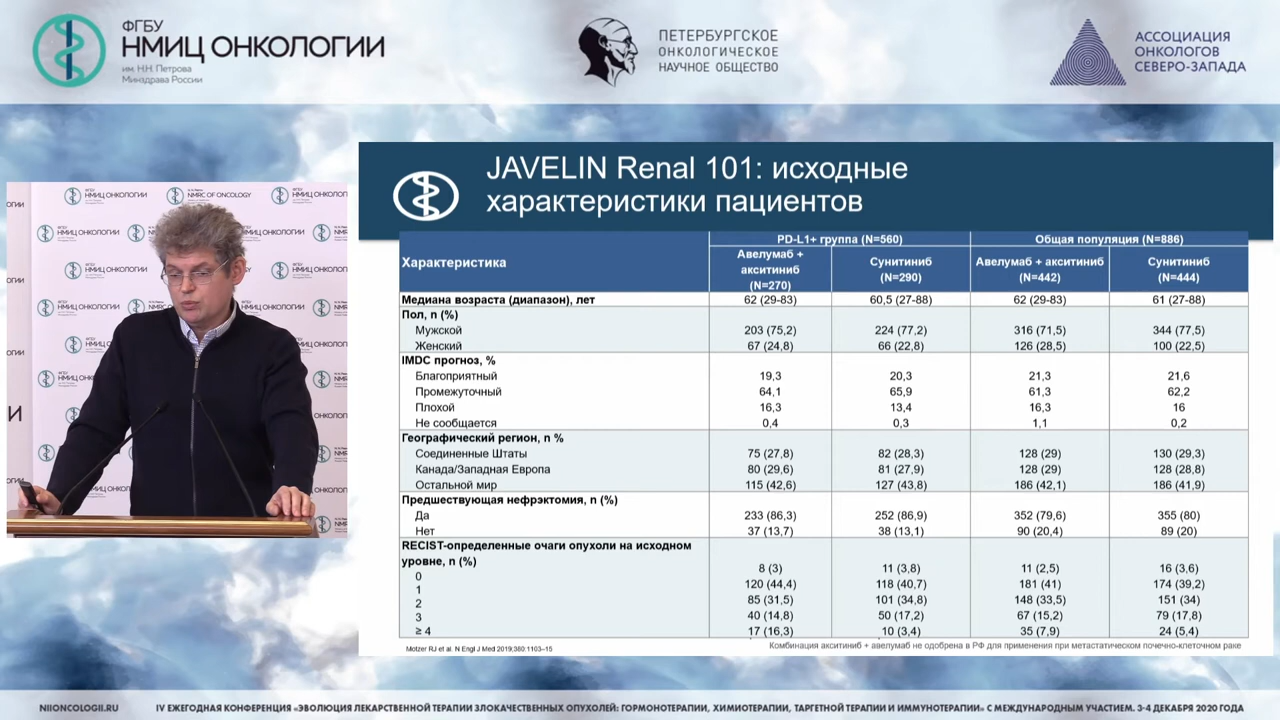 ФГБУ
НМИЦ ОНКОЛОГИИ
им. Н.Н. Петрова
Минздрава России
ПЕТЕРБУРГСКОЕ
ОНКОЛОГИЧЕСКОЕ
НАУЧНОЕ ОБЩЕСТВО
АССОЦИАЦИЯ
ОНКОЛОГОВ
СЕВЕРО-ЗАПАДА
JAVELIN Renal 101: исходные
характеристики пациентов
Характеристика
PD-L1+ группа (N=560)
Общая популяция (N=886)
Авелумаб +
акситиниб
(N=270)
Сунитиниб
(N=290)
Авелумаб + акситиниб
(N=442)
Сунитиниб
(N=444)
Медиана возраста (диапазон), лет 62 (29-83) 60,5 (27-88) 62 (29-83) 61 (27-88)
Пол, n (%)
Мужской 203 (75,2) 224 (77,2) 316 (71,5) 344 (77,5)
Женский 67 (24,8) 66 (22,8) 126 (28,5) 100 (22,5)
IMDC прогноз, %
Благоприятный 19,3 20,3 21,3 21,6
Промежуточный 64,1 65,9 61,3 62,2
Плохой 16,3 13,4 16,3 16
Не сообщается 0,4 0,3 1,1 0,2
Географический регион, n %
Соединенные Штаты 75 (27,8) 82 (28,3) 128 (29) 130 (29,3)
Канада/Западная Европа 80 (29,6) 81 (27,9) 128 (29) 128 (28,8)
Остальной мир 115 (42,6) 127 (43,8) 186 (42,1) 186 (41,9)
Предшествующая нефрэктомия, n (%)
Да 233 (86,3) 252 (86,9) 352 (79,6) 355 (80)
Нет 37 (13,7) 38 (13,1) 90 (20,4) 89 (20)
RECIST-определенные очаги опухоли на исходном
уровне, n (%)
0 8 (3) 11 (3,8) 11 (2,5) 16 (3,6)
1 120 (44,4) 118 (40,7) 181 (41) 174 (39,2)
2 85 (31,5) 101 (34,8) 148 (33,5) 151 (34)
3 40 (14,8) 50 (17,2) 67 (15,2) 79 (17,8)
≥ 4 17 (16,3) 10 (3,4) 35 (7,9) 24 (5,4)
Motzer RJ et al. N Engl J Med 2019;380:1103–15
Комбинация акситиниб + авелумаб не одобрена в РФ для применения при метастатическом почечно-клеточном раке
NIIONCOLOGII.RU
IV ЕЖЕГОДНАЯ КОНФЕРЕНЦИЯ «ЭВОЛЮЦИЯ ЛЕКАРСТВЕННОЙ ТЕРАПИИ ЗЛОКАЧЕСТВЕННЫХ ОПУХОЛЕЙ: ГОРМОНОТЕРАПИИ, ХИМИОТЕРАПИИ, ТАРГЕТНОЙ ТЕРАПИИ И ИММУНОТЕРАПИИ» С МЕЖДУНАРОДНЫМ УЧАСТИЕМ. 3-4 ДЕКАБРЯ 2020 ГОДА